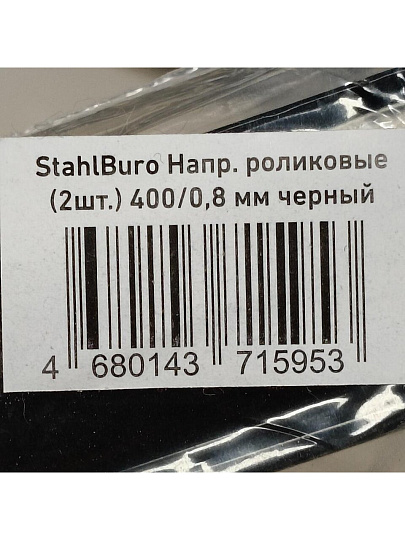 StahlBuro Напр. роликовые
(2шт.) 400/0,8 мм черный
4 680143 715953